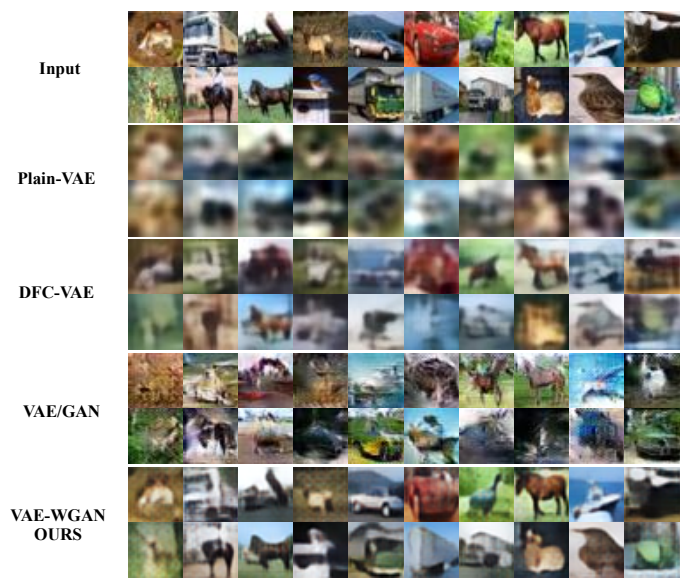 Input
Plain-VAE
DFC-VAE
VAE/GAN
VAE-WGAN
OURS